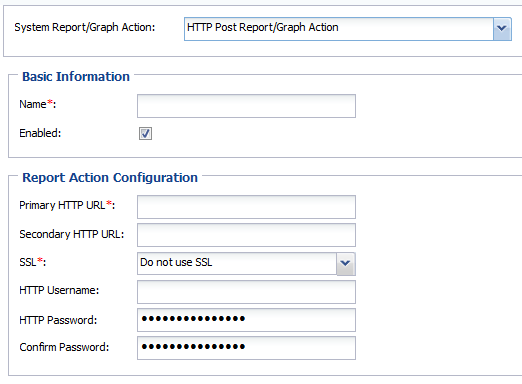 System Report/Graph Action: HTTP Post Report/Graph Action
Basic Information
Name*:
Enabled:
Report Action Configuration
Primary HTTP URL*:
Secondary HTTP URL:
SSL*: Do not use SSL
HTTP Username:
HTTP Password: •••••••••••••••
Confirm Password: •••••••••••••••